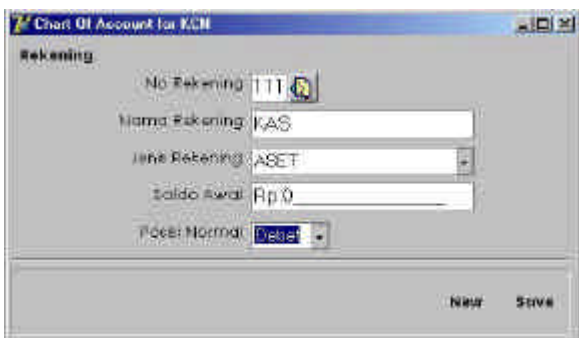 Chart Of Account for KCN
Rekening
No Rekening 111
Nama Rekening KAS
Jenis Rekening ASET
Saldo Awal Rp 0
Posisi Normal Debet
New Save